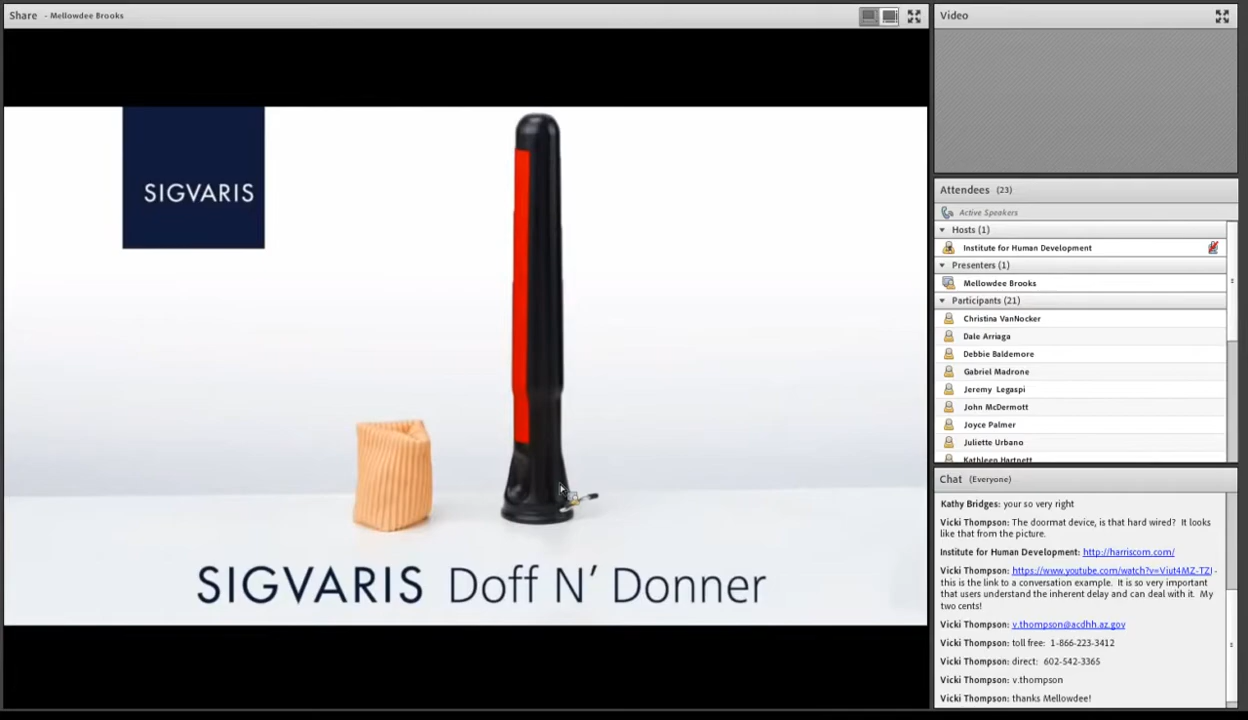 Share - Mellowdee Brooks
SIGVARIS
SIGVARIS Doff N' Donner
Video
Attendees (23)
Active Speakers
Hosts (1)
Institute for Human Development
Presenters (1)
Mellowdee Brooks
Participants (21)
Christina VanNocker
Dale Arriaga
Debbie Baldemore
Gabriel Madrone
Jeremy Legaspi
John McDermott
Joyce Palmer
Juliette Urbano
Kathleen Hartnett
Chat (Everyone)
Kathy Bridges: your so very right
Vicki Thompson: The doormat device, is that hard wired? It looks
like that from the picture.
Institute for Human Development: http://harriscom.com/
Vicki Thompson: https://www.youtube.com/watch?v=Viut4MZ-TZI -
this is the link to a conversation example. It is so very important
that users understand the inherent delay and can deal with it. My
two cents!
Vicki Thompson: v.thompson@acdhh.az.gov
Vicki Thompson: toll free: 1-866-223-3412
Vicki Thompson: direct: 602-542-3365
Vicki Thompson: v.thompson
Vicki Thompson: thanks Mellowdee!